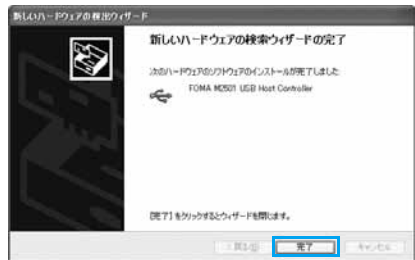 新しいハードウェアの検出ウィザード
新しいハードウェアの検索ウィザードの完了
次のハードウェアのソフトウェアのインストールが完了しました
FOMA M2501 USB Host Controller
[完了] をクリックするとウィザードを閉じます。
< 戻る(B)
完了
キャンセル